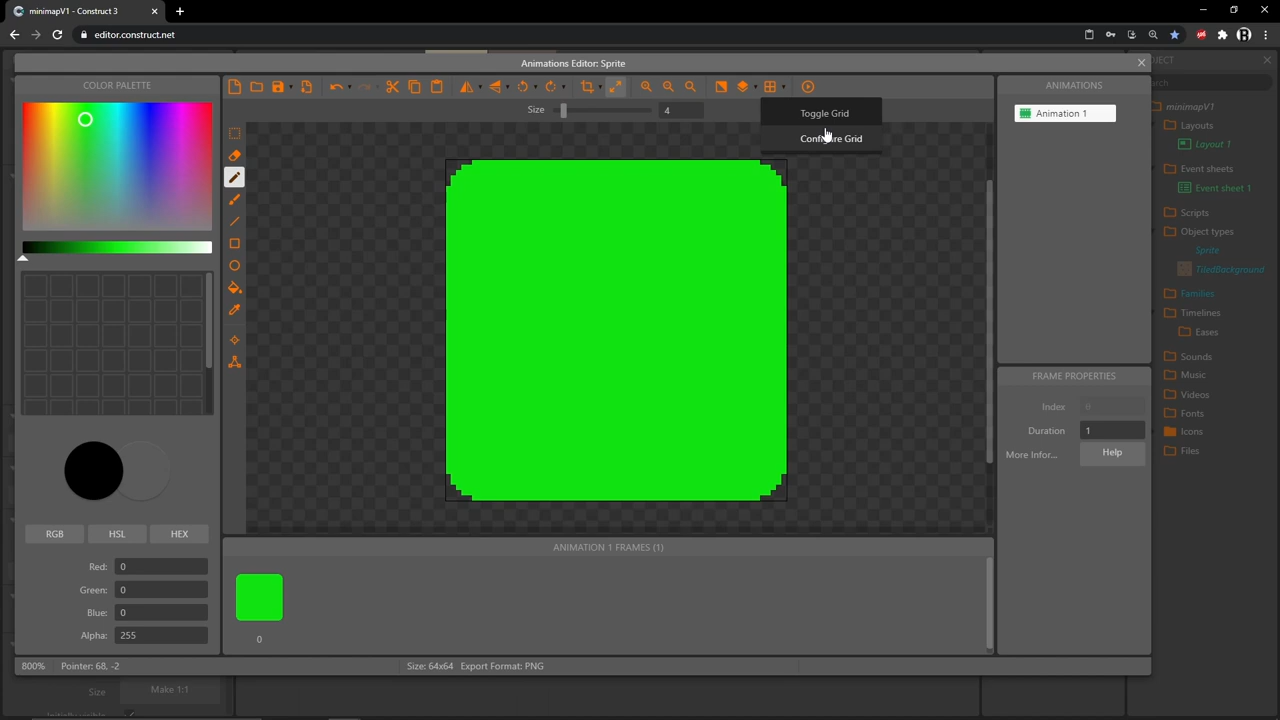 minimapV1 - Construct 3
editor.construct.net
Animations Editor: Sprite
COLOR PALETTE
Size
4
Toggle Grid
Configure Grid
ANIMATIONS
Animation 1
minimapV1
Layouts
Layout 1
Event sheets
Event sheet 1
Scripts
Object types
Sprite
TiledBackground
Families
Timelines
Eases
Sounds
Music
Videos
Fonts
Icons
Files
FRAME PROPERTIES
Index 0
Duration 1
More Infor... Help
RGB HSL HEX
Red: 0
Green: 0
Blue: 0
Alpha: 255
ANIMATION 1 FRAMES (1)
0
800% Pointer: 68, -2 Size: 64x64 Export Format: PNG
Size Make 1:1
Initially visible